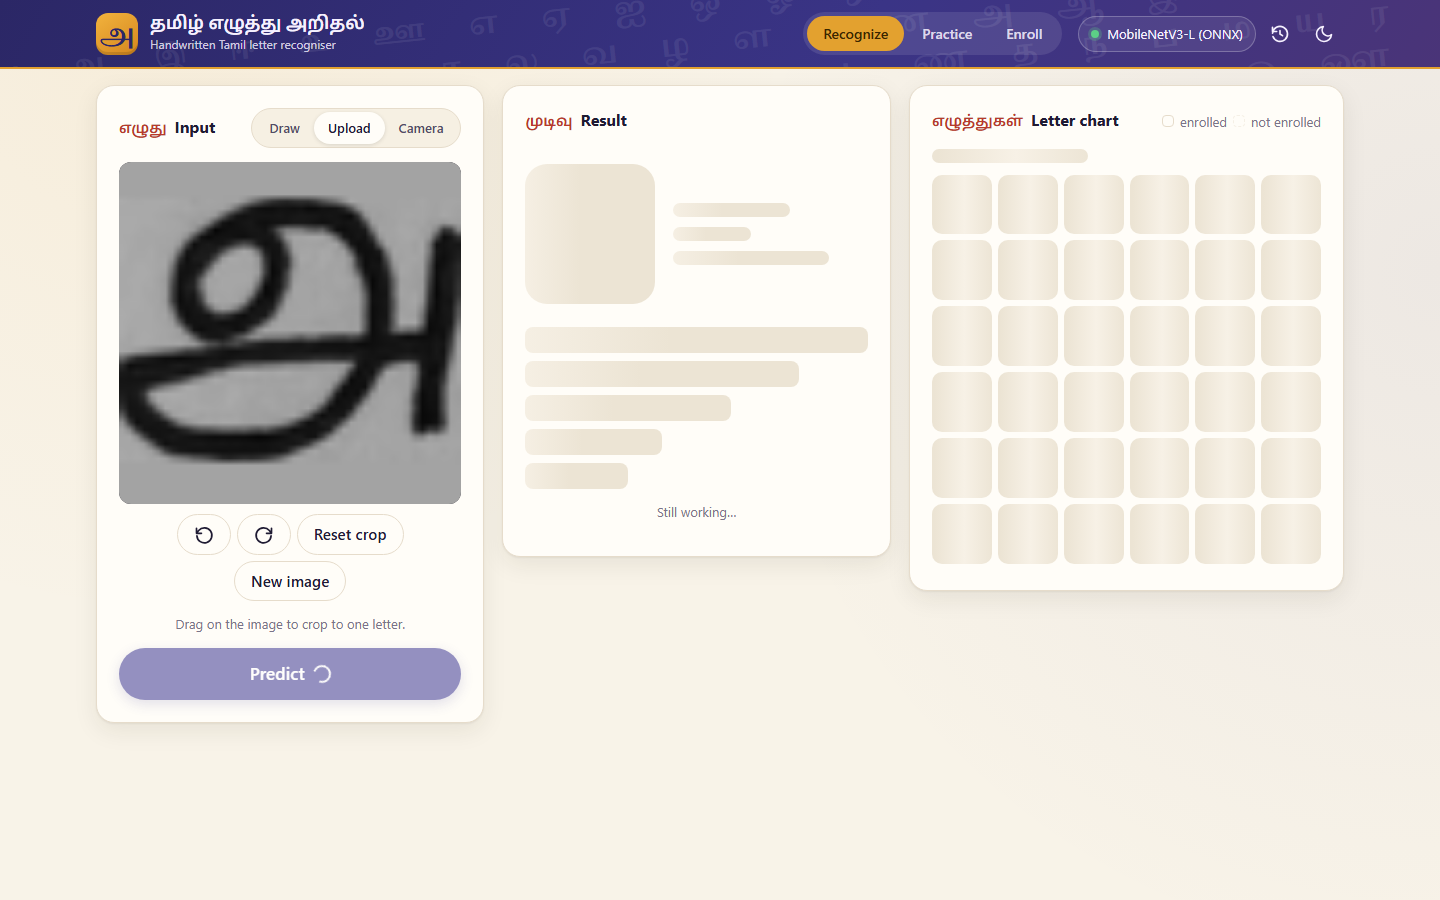 தமிழ் எழுத்து அறிதல்
Handwritten Tamil letter recogniser
Recognize
Practice
Enroll
MobileNetV3-L (ONNX)
எழுது Input
Draw
Upload
Camera
அ
Reset crop
New image
Drag on the image to crop to one letter.
Predict
முடிவு Result
Still working...
எழுத்துகள் Letter chart
enrolled
not enrolled